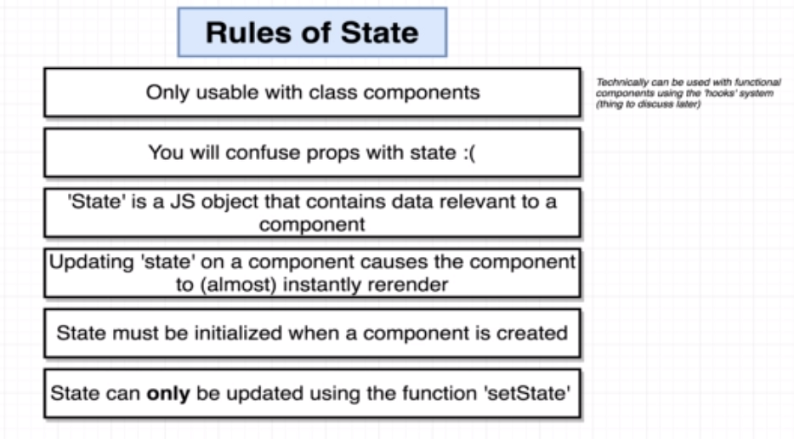 Rules of State
Only usable with class components
Technically can be used with functional
components using the 'hooks' system
(thing to discuss later)
You will confuse props with state :(
'State' is a JS object that contains data relevant to a
component
Updating 'state' on a component causes the component
to (almost) instantly rerender
State must be initialized when a component is created
State can only be updated using the function 'setState'